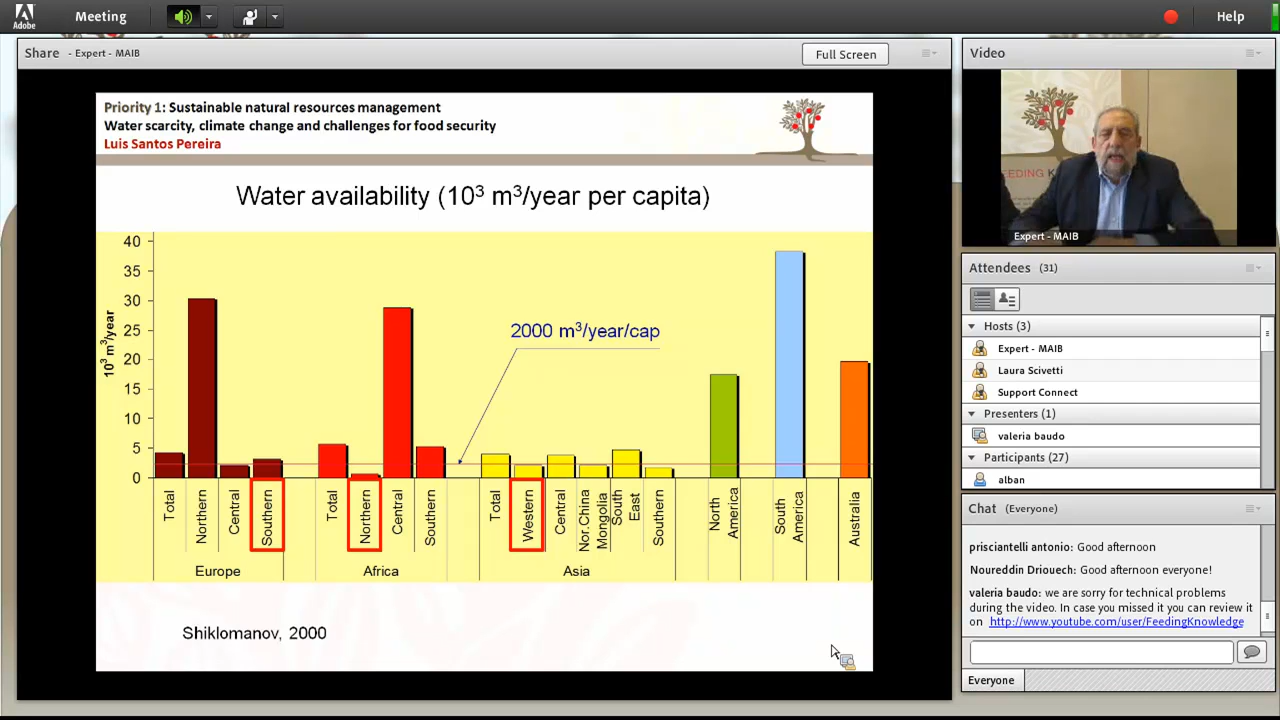 Adobe
Meeting
Help
Share - Expert - MAIB
Full Screen
Priority 1: Sustainable natural resources management
Water scarcity, climate change and challenges for food security
Luis Santos Pereira
Water availability (10³ m³/year per capita)
10³ m³/year
40
35
30
25
20
15
10
5
0
2000 m³/year/cap
Total
Northern
Central
Southern
Europe
Total
Northern
Central
Southern
Africa
Total
Western
Central
Nor.China
Mongolia
South
East
Southern
Asia
North
America
South
America
Australia
Shiklomanov, 2000
Video
EEDING K
Expert - MAIB
Attendees (31)
Hosts (3)
Expert - MAIB
Laura Scivetti
Support Connect
Presenters (1)
valeria baudo
Participants (27)
alban
Chat (Everyone)
prisciantelli antonio: Good afternoon
Noureddin Driouech: Good afternoon everyone!
valeria baudo: we are sorry for technical problems
during the video. In case you missed it you can review it
on http://www.youtube.com/user/FeedingKnowledge
Everyone